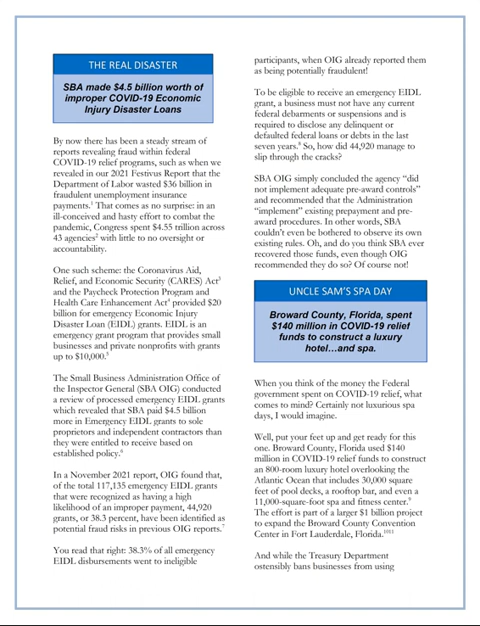 THE REAL DISASTER
SBA made $4.5 billion worth of
improper COVID-19 Economic
Injury Disaster Loans
By now there has been a steady stream of
reports revealing fraud within federal
COVID-19 relief programs, such as when we
revealed in our 2021 Festivus Report that the
Department of Labor wasted $36 billion in
fraudulent unemployment insurance
payments.¹ That comes as no surprise: in an
ill-conceived and hasty effort to combat the
pandemic, Congress spent $4.55 trillion across
43 agencies² with little to no oversight or
accountability.
One such scheme: the Coronavirus Aid,
Relief, and Economic Security (CARES) Act³
and the Paycheck Protection Program and
Health Care Enhancement Act⁴ provided $20
billion for emergency Economic Injury
Disaster Loan (EIDL) grants. EIDL is an
emergency grant program that provides small
businesses and private nonprofits with grants
up to $10,000.⁵
The Small Business Administration Office of
the Inspector General (SBA OIG) conducted
a review of processed emergency EIDL grants
which revealed that SBA paid $4.5 billion
more in Emergency EIDL grants to sole
proprietors and independent contractors than
they were entitled to receive based on
established policy.⁶
In a November 2021 report, OIG found that,
of the total 117,135 emergency EIDL grants
that were recognized as having a high
likelihood of an improper payment, 44,920
grants, or 38.3 percent, have been identified as
potential fraud risks in previous OIG reports.⁷
You read that right: 38.3% of all emergency
EIDL disbursements went to ineligible
participants, when OIG already reported them
as being potentially fraudulent!
To be eligible to receive an emergency EIDL
grant, a business must not have any current
federal debarments or suspensions and is
required to disclose any delinquent or
defaulted federal loans or debts in the last
seven years.⁸ So, how did 44,920 manage to
slip through the cracks?
SBA OIG simply concluded the agency “did
not implement adequate pre-award controls”
and recommended that the Administration
“implement” existing prepayment and pre-
award procedures. In other words, SBA
couldn’t even be bothered to observe its own
existing rules. Oh, and do you think SBA ever
recovered those funds, even though OIG
recommended they do so? Of course not!
UNCLE SAM’S SPA DAY
Broward County, Florida, spent
$140 million in COVID-19 relief
funds to construct a luxury
hotel…and spa.
When you think of the money the Federal
government spent on COVID-19 relief, what
comes to mind? Certainly not luxurious spa
days, I would imagine.
Well, put your feet up and get ready for this
one. Broward County, Florida used $140
million in COVID-19 relief funds to construct
an 800-room luxury hotel overlooking the
Atlantic Ocean that includes 30,000 square
feet of pool decks, a rooftop bar, and even a
11,000-square-foot spa and fitness center.⁹
The effort is part of a larger $1 billion project
to expand the Broward County Convention
Center in Fort Lauderdale, Florida.¹⁰¹¹
And while the Treasury Department
ostensibly bans businesses from using